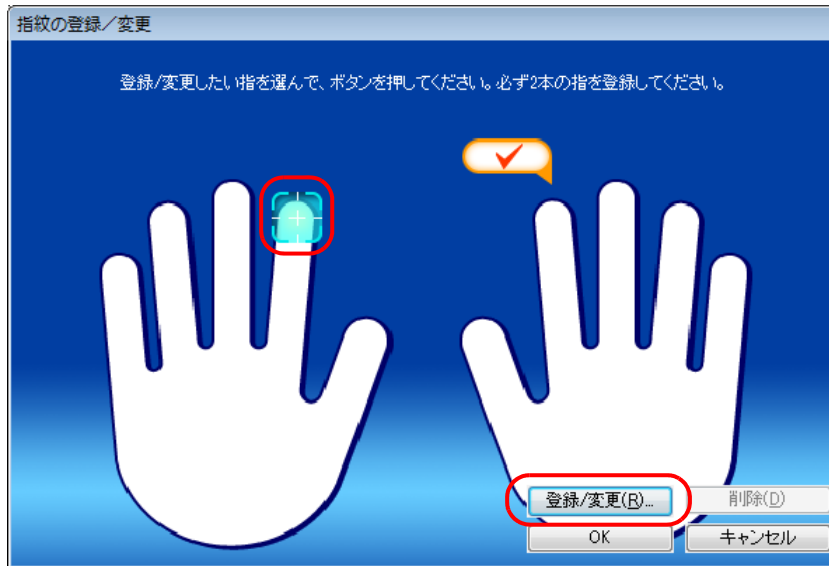 指紋の登録／変更
登録/変更したい指を選んで、ボタンを押してください。必ず2本の指を登録してください。
登録/変更(R)...
削除(D)
OK
キャンセル